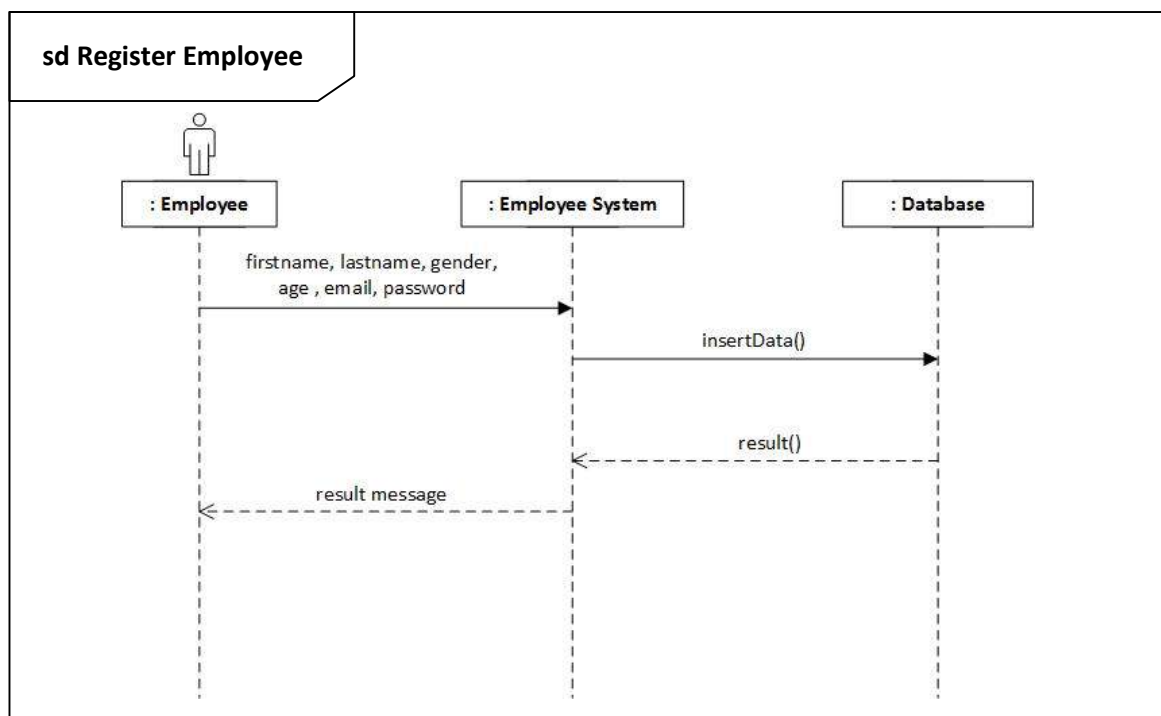 sd Register Employee
: Employee
: Employee System
: Database
firstname, lastname, gender,
age , email, password
insertData()
result()
result message